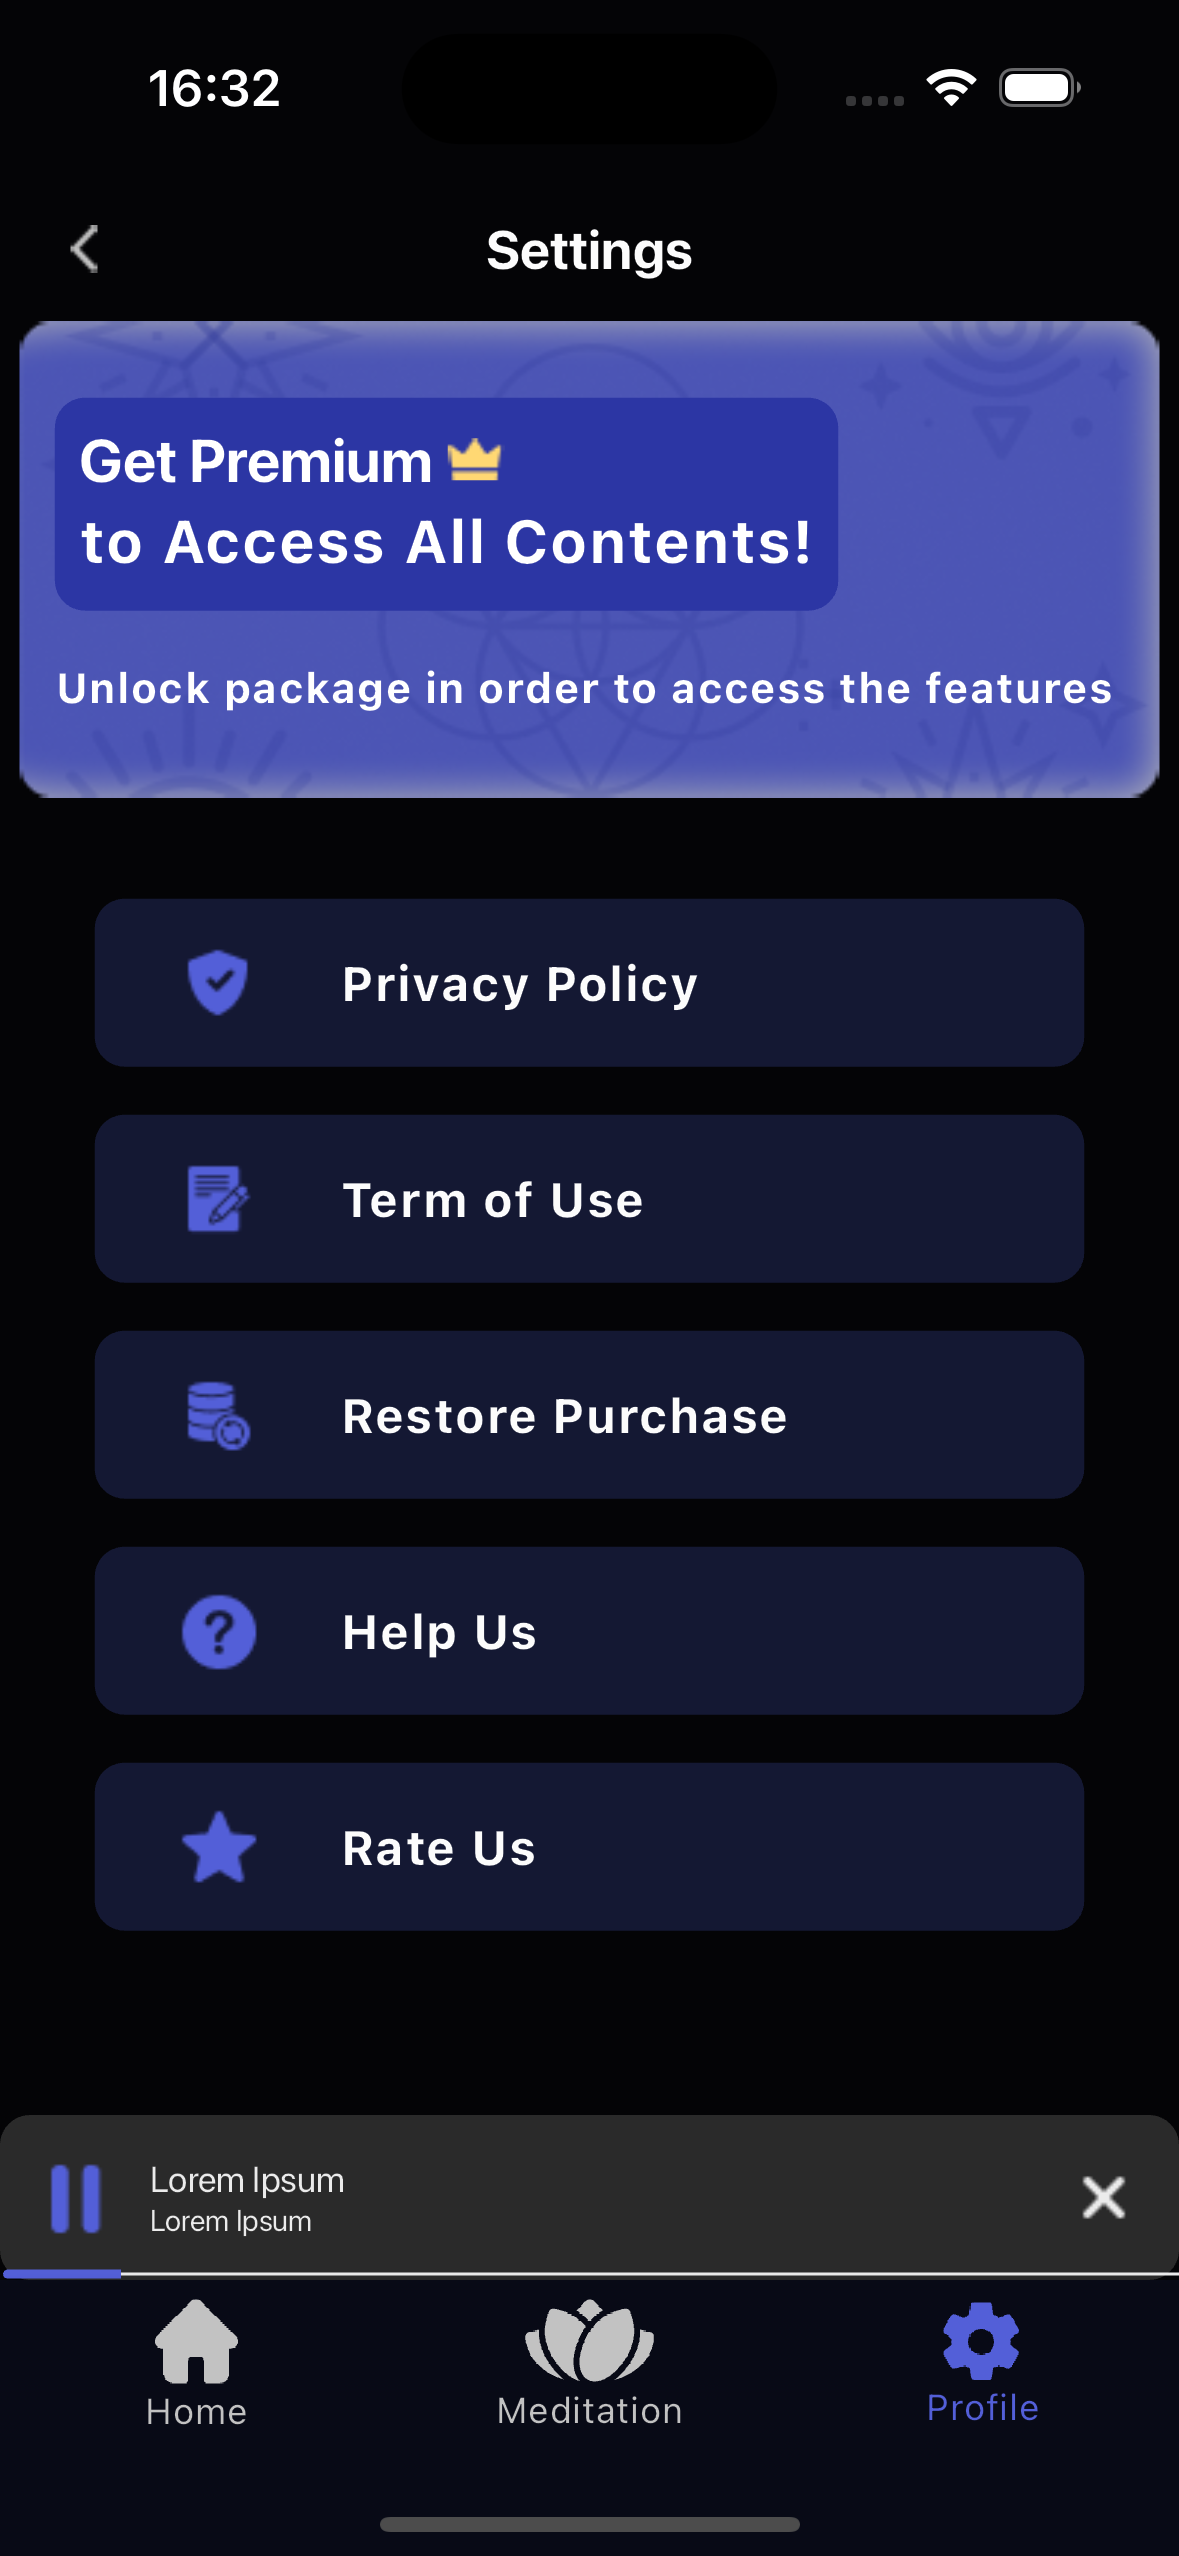 16:32
Settings
Get Premium
to Access All Contents!
Unlock package in order to access the features
Privacy Policy
Term of Use
Restore Purchase
Help Us
Rate Us
Lorem Ipsum
Lorem Ipsum
Home
Meditation
Profile